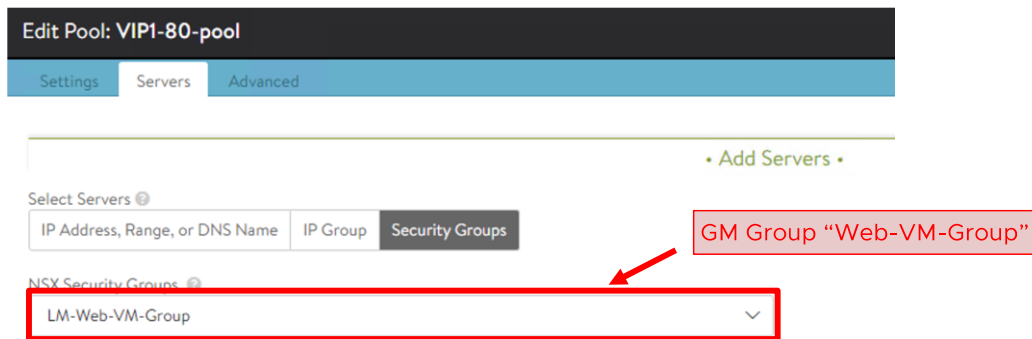 Edit Pool: VIP1-80-pool
Settings Servers Advanced
• Add Servers •
Select Servers
IP Address, Range, or DNS Name IP Group Security Groups
GM Group “Web-VM-Group”
NSX Security Groups
LM-Web-VM-Group